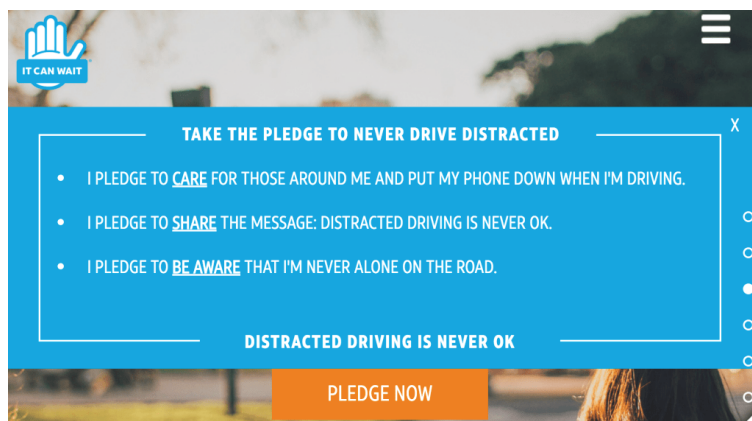 IT CAN WAIT
TAKE THE PLEDGE TO NEVER DRIVE DISTRACTED
X
• I PLEDGE TO CARE FOR THOSE AROUND ME AND PUT MY PHONE DOWN WHEN I'M DRIVING.
• I PLEDGE TO SHARE THE MESSAGE: DISTRACTED DRIVING IS NEVER OK.
• I PLEDGE TO BE AWARE THAT I'M NEVER ALONE ON THE ROAD.
DISTRACTED DRIVING IS NEVER OK
PLEDGE NOW